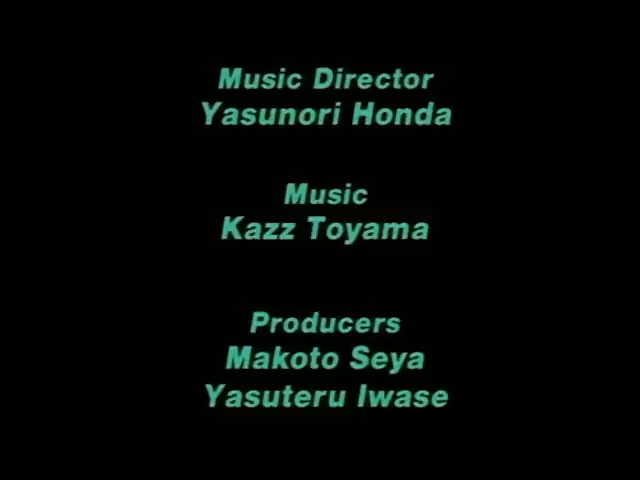 Music Director
Yasunori Honda
Music
Kazz Toyama
Producers
Makoto Seya
Yasuteru Iwase